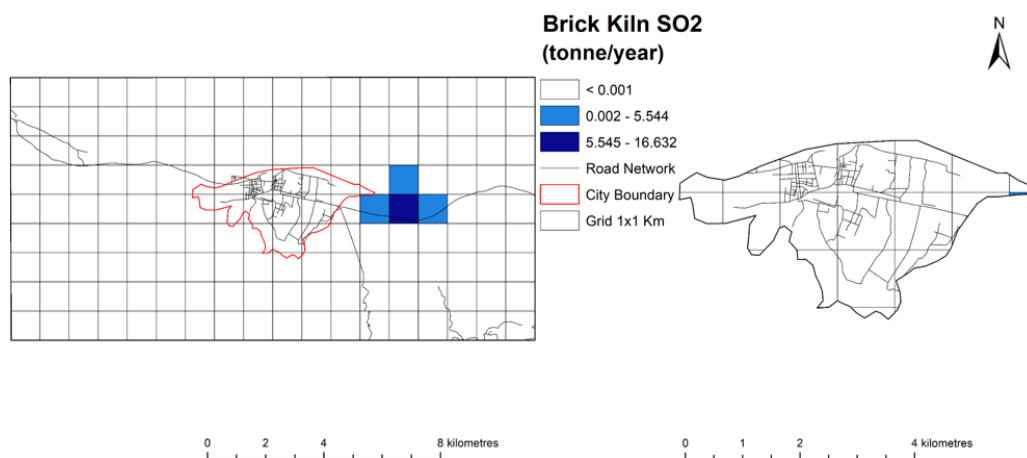 Brick Kiln SO2
(tonne/year)
N
< 0.001
0.002 - 5.544
5.545 - 16.632
Road Network
City Boundary
Grid 1x1 Km
0 2 4 8 kilometres
0 1 2 4 kilometres